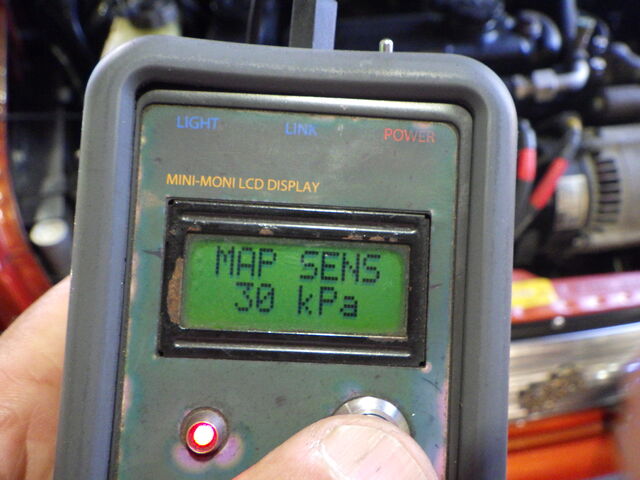 LIGHT LINK POWER
MINI-MONI LCD DISPLAY
MAP SENS
30 kPa